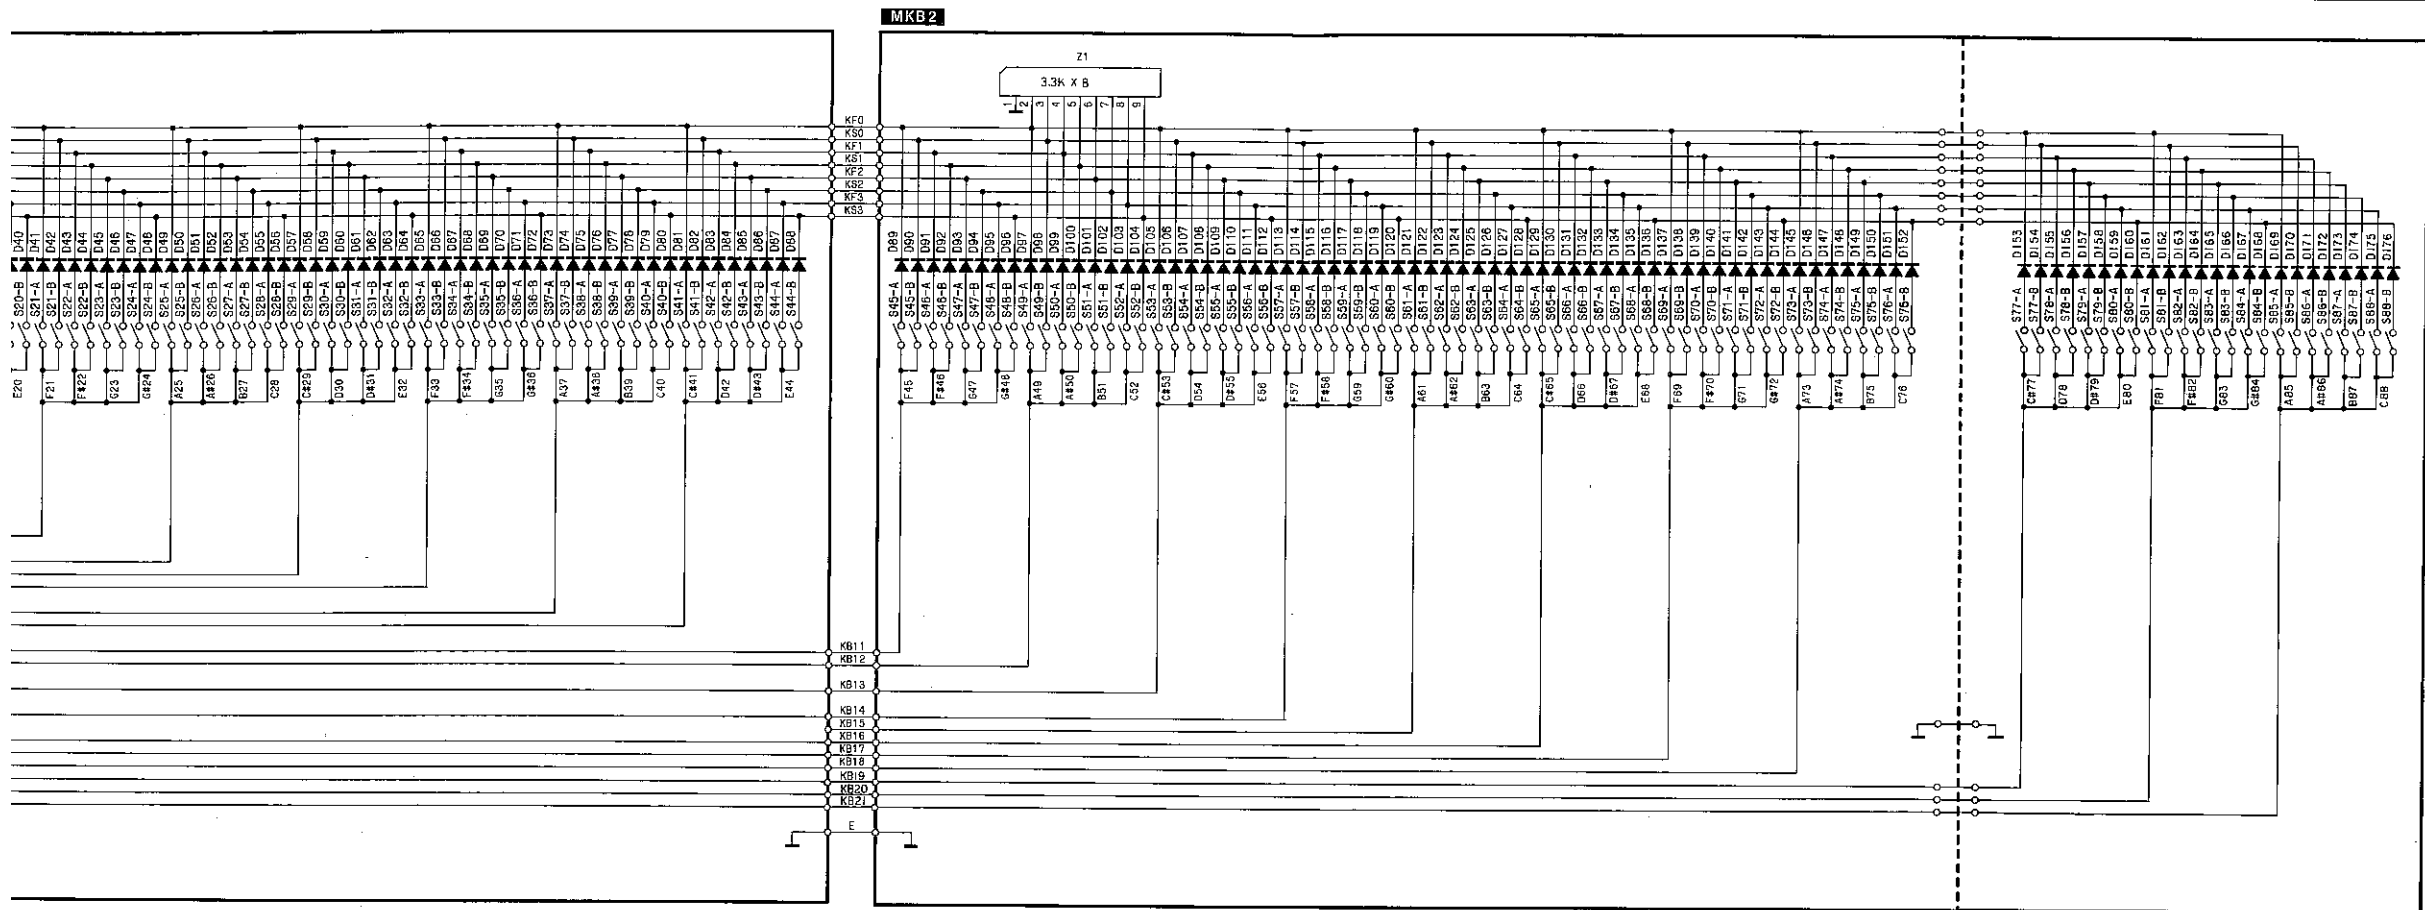 MKB2
Z1
3.3K X 8
1 2 3 4 5 6 7 8 9
KF0
KS0
KF1
KS1
KF2
KS2
KF3
KS3
D40 D41 D42 D43 D44 D45 D46 D47 D48 D49 D50 D51 D52 D53 D54 D55 D56 D57 D58 D59 D60 D61 D62 D63 D64 D65 D66 D67 D68 D69 D70 D71 D72 D73 D74 D75 D76 D77 D78 D79 D80 D81 D82 D83 D84 D85 D86 D87 D88
S20-B S21-A S21-B S22-A S22-B S23-A S23-B S24-A S24-B S25-A S25-B S26-A S26-B S27-A S27-B S28-A S28-B S29-A S29-B S30-A S30-B S31-A S31-B S32-A S32-B S33-A S33-B S34-A S34-B S35-A S35-B S36-A S36-B S37-A S37-B S38-A S38-B S39-A S39-B S40-A S40-B S41-A S41-B S42-A S42-B S43-A S43-B S44-A S44-B
E20 F21 F#22 G23 G#24 A25 A#26 B27 C28 C#29 D30 D#31 E32 F33 F#34 G35 G#36 A37 A#38 B39 C40 C#41 D42 D#43 E44
D89 D90 D91 D92 D93 D94 D95 D96 D97 D98 D99 D100 D101 D102 D103 D104 D105 D106 D107 D108 D109 D110 D111 D112 D113 D114 D115 D116 D117 D118 D119 D120 D121 D122 D123 D124 D125 D126 D127 D128 D129 D130 D131 D132 D133 D134 D135 D136 D137 D138 D139 D140 D141 D142 D143 D144 D145 D146 D147 D148 D149 D150 D151 D152
S45-A S45-B S46-A S46-B S47-A S47-B S48-A S48-B S49-A S49-B S50-A S50-B S51-A S51-B S52-A S52-B S53-A S53-B S54-A S54-B S55-A S55-B S56-A S56-B S57-A S57-B S58-A S58-B S59-A S59-B S60-A S60-B S61-A S61-B S62-A S62-B S63-A S63-B S64-A S64-B S65-A S65-B S66-A S66-B S67-A S67-B S68-A S68-B S69-A S69-B S70-A S70-B S71-A S71-B S72-A S72-B S73-A S73-B S74-A S74-B S75-A S75-B S76-A S76-B
F45 F#46 G47 G#48 A49 A#50 B51 C52 C#53 D54 D#55 E56 F57 F#58 G59 G#60 A61 A#62 B63 C64 C#65 D66 D#67 E68 F69 F#70 G71 G#72 A73 A#74 B75 C76
D153 D154 D155 D156 D157 D158 D159 D160 D161 D162 D163 D164 D165 D166 D167 D168 D169 D170 D171 D172 D173 D174 D175 D176
S77-A S77-B S78-A S78-B S79-A S79-B S80-A S80-B S81-A S81-B S82-A S82-B S83-A S83-B S84-A S84-B S85-A S85-B S86-A S86-B S87-A S87-B S88-A S88-B
C#77 D78 D#79 E80 F81 F#82 G83 G#84 A85 A#86 B87 C88
KB11
KB12
KB13
KB14
KB15
KB16
KB17
KB18
KB19
KB20
KB21
E